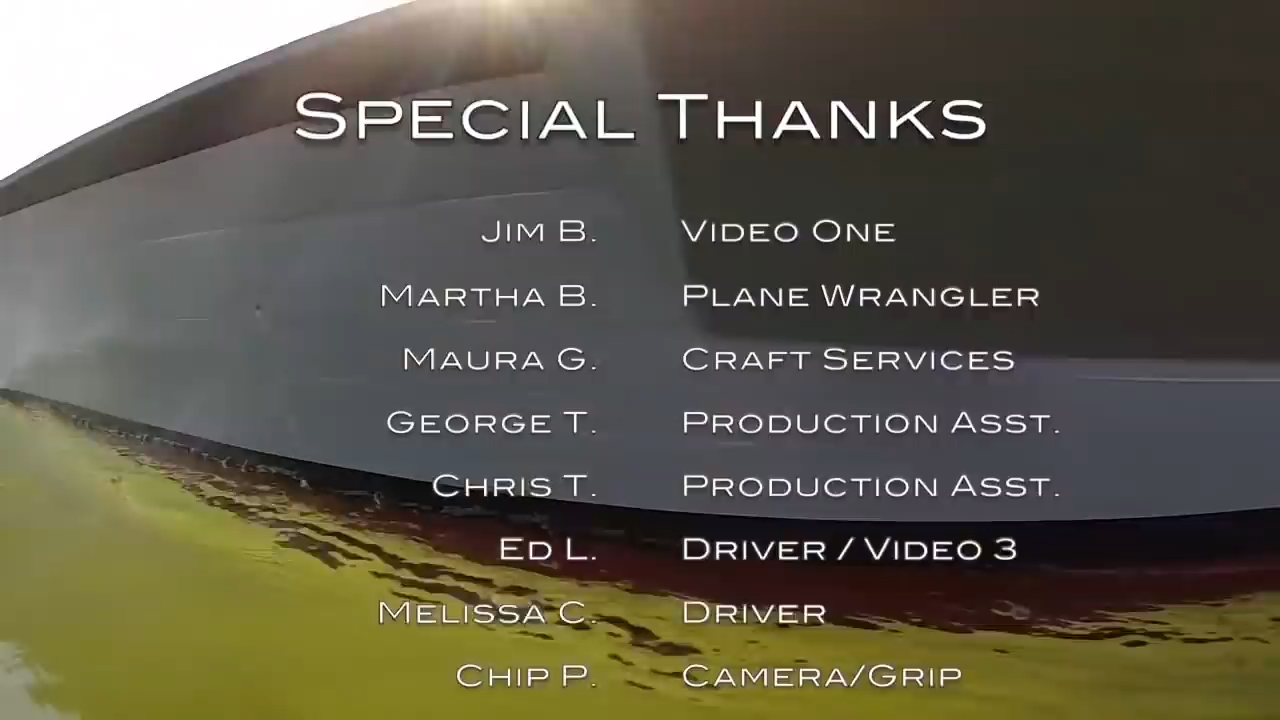 Special Thanks
Jim B. Video One
Martha B. Plane Wrangler
Maura G. Craft Services
George T. Production Asst.
Chris T. Production Asst.
Ed L. Driver / Video 3
Melissa C. Driver
Chip P. Camera/Grip